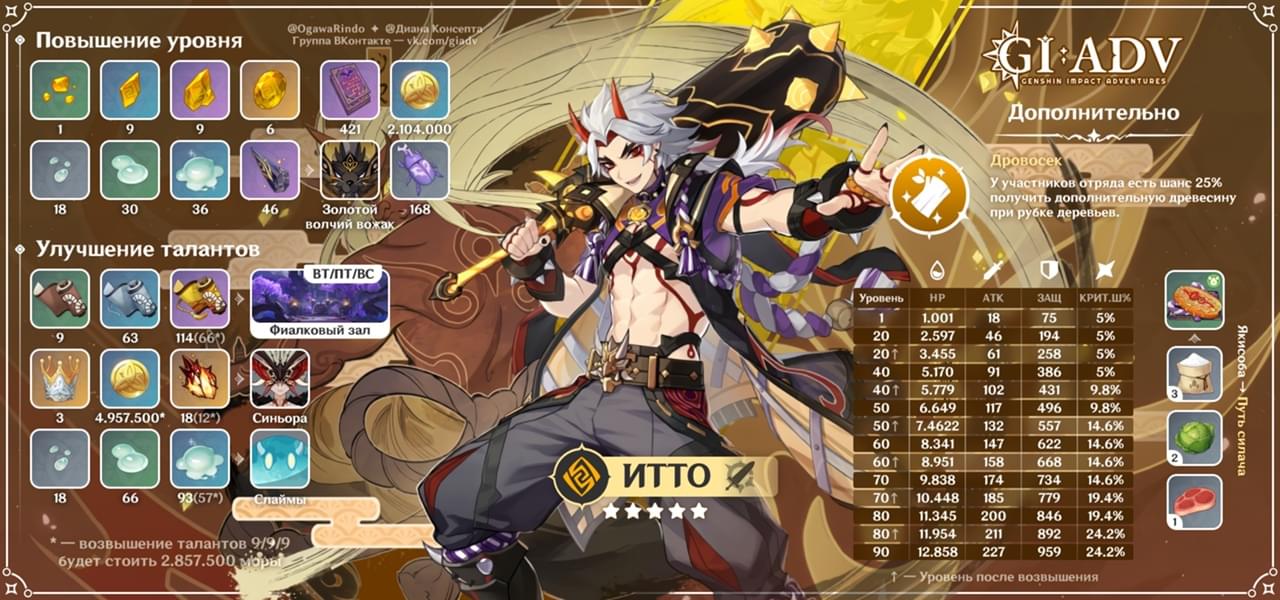 Повышение уровня
@OgawaRindo ✦ @Диана Консепта
Группа ВКонтакте — vk.com/giadv
1 9 9 6 421 2.104.000
18 30 36 46 Золотой волчий вожак 168
Улучшение талантов
9 63 114(66*)
ВТ/ПТ/ВС
Фиалковый зал
3 4.957.500* 18(12*) Синьора
18 66 93(57*) Слаймы
* — возвышение талантов 9/9/9
будет стоить 2.857.500 моры
ИТТО
GI:ADV
GENSHIN IMPACT ADVENTURES
Дополнительно
Дровосек
У участников отряда есть шанс 25%
получить дополнительную древесину
при рубке деревьев.
Уровень HP АТК ЗАЩ КРИТ.Ш%
1 1.001 18 75 5%
20 2.597 46 194 5%
20↑ 3.455 61 258 5%
40 5.170 91 386 5%
40↑ 5.779 102 431 9.8%
50 6.649 117 496 9.8%
50↑ 7.4622 132 557 14.6%
60 8.341 147 622 14.6%
60↑ 8.951 158 668 14.6%
70 9.838 174 734 14.6%
70↑ 10.448 185 779 19.4%
80 11.345 200 846 19.4%
80↑ 11.954 211 892 24.2%
90 12.858 227 959 24.2%
↑ — Уровень после возвышения
Якисоба → Путь силача
3
2
1